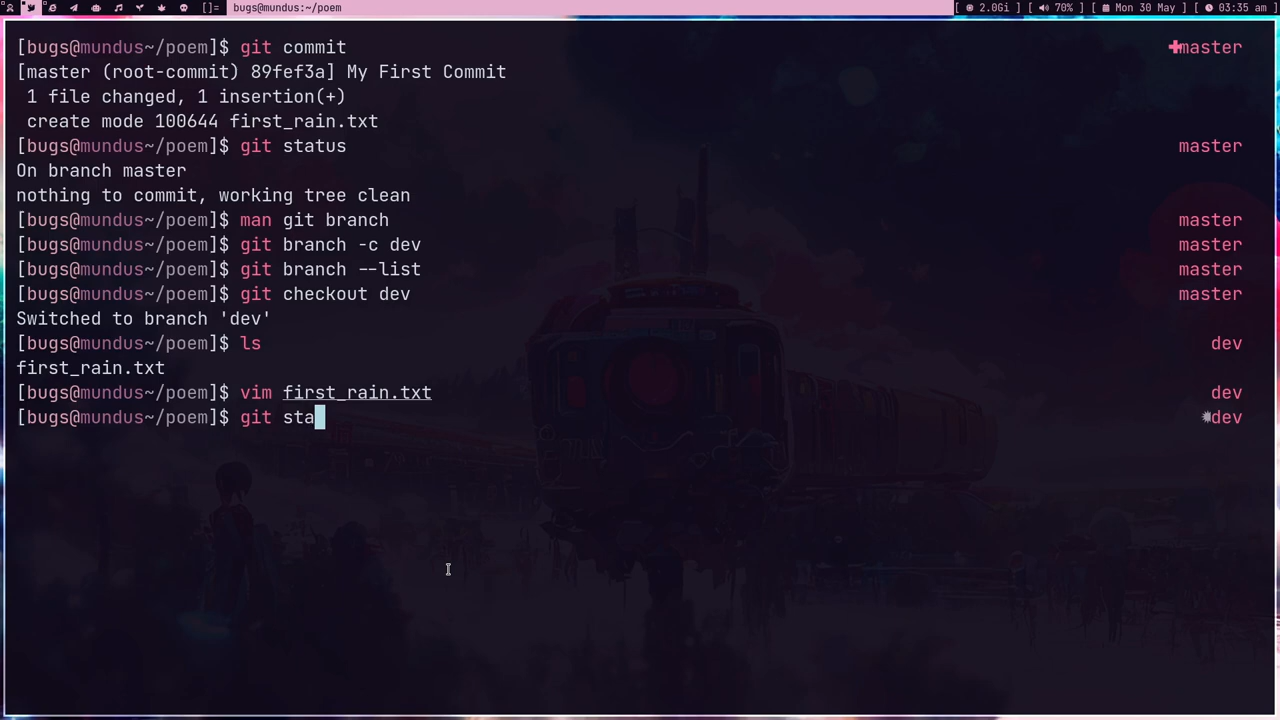 []= bugs@mundus:~/poem [ 2.0Gi ] [ 70% ] [ Mon 30 May ] [ 03:35 am ]
[bugs@mundus~/poem]$ git commit ✚master
[master (root-commit) 89fef3a] My First Commit
1 file changed, 1 insertion(+)
create mode 100644 first_rain.txt
[bugs@mundus~/poem]$ git status master
On branch master
nothing to commit, working tree clean
[bugs@mundus~/poem]$ man git branch master
[bugs@mundus~/poem]$ git branch -c dev master
[bugs@mundus~/poem]$ git branch --list master
[bugs@mundus~/poem]$ git checkout dev master
Switched to branch 'dev'
[bugs@mundus~/poem]$ ls dev
first_rain.txt
[bugs@mundus~/poem]$ vim first_rain.txt dev
[bugs@mundus~/poem]$ git sta ✹dev